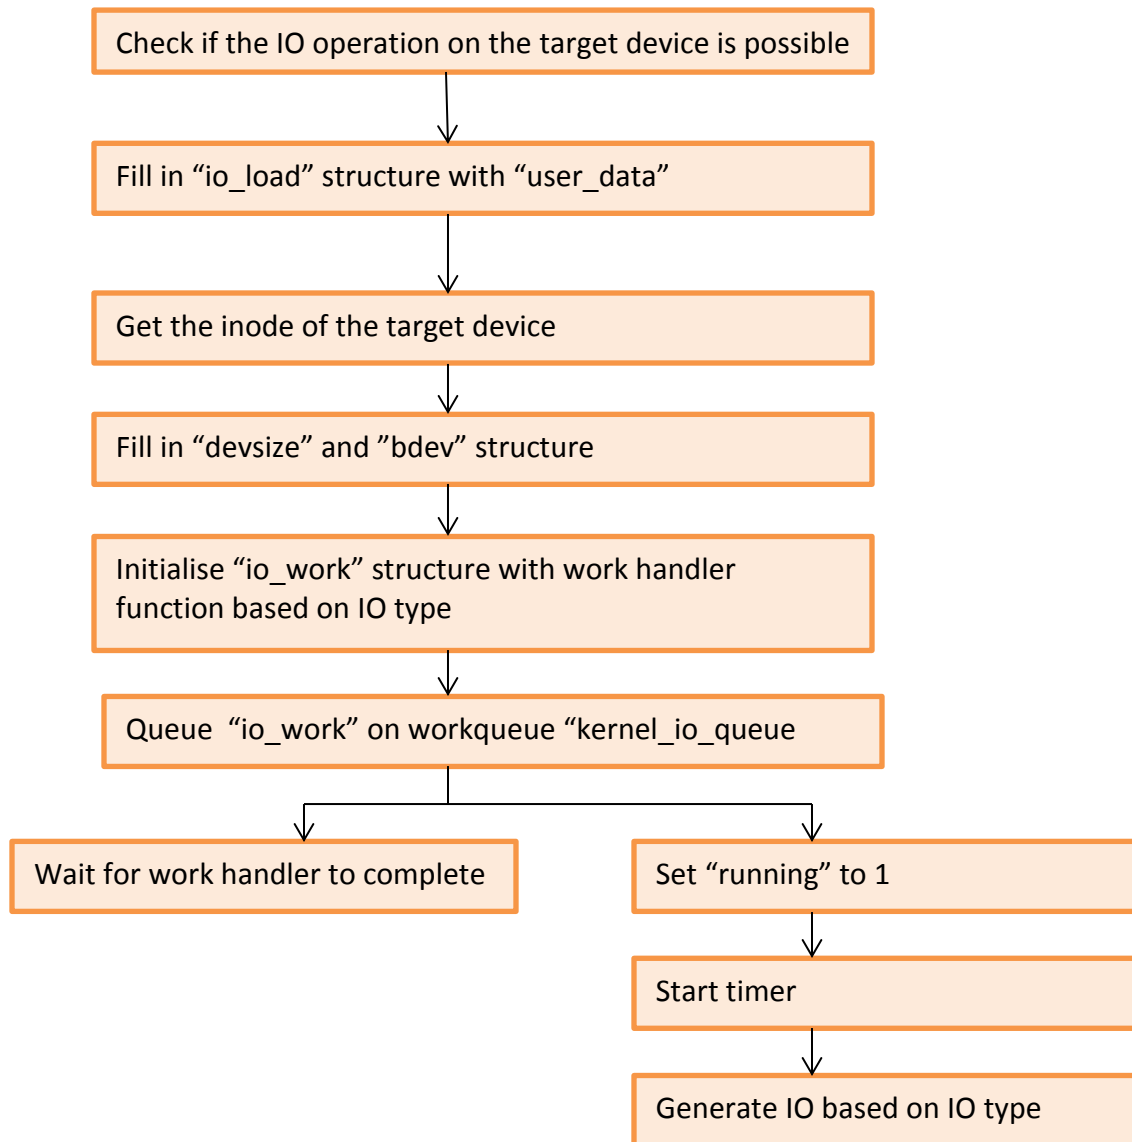 Check if the IO operation on the target device is possible
Fill in “io_load” structure with “user_data”
Get the inode of the target device
Fill in “devsize” and ”bdev” structure
Initialise “io_work” structure with work handler
function based on IO type
Queue  “io_work” on workqueue “kernel_io_queue
Wait for work handler to complete
Set “running” to 1
Start timer
Generate IO based on IO type